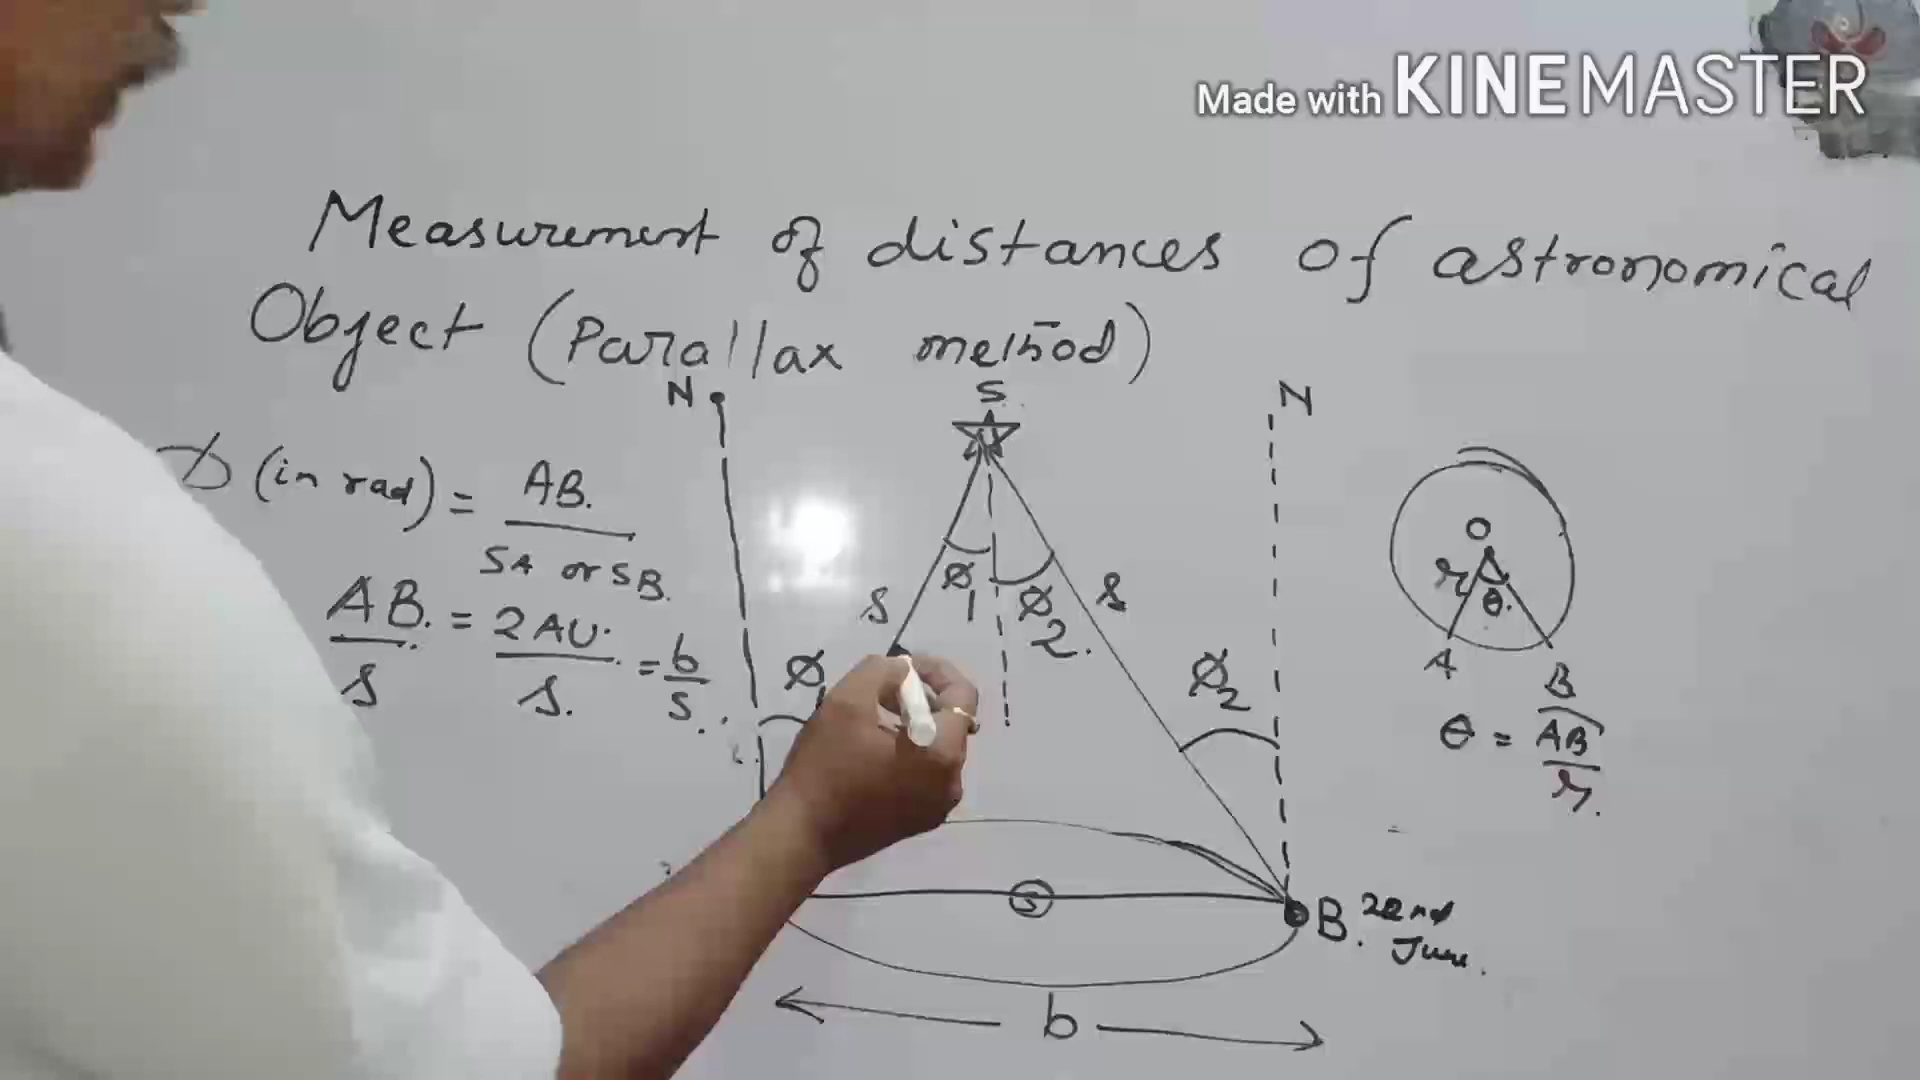 Made with KINEMASTER
Measurement of distances of astronomical
Object (Parallax method)
N
S
N
Ø (in rad) = AB.
SA or SB.
AB. = 2AU. = b
s s. s.
s
Ø1
Ø2.
s
Ø
Ø2
O
r
θ.
A
B
θ = AB
r.
S
B. 22nd
June.
b